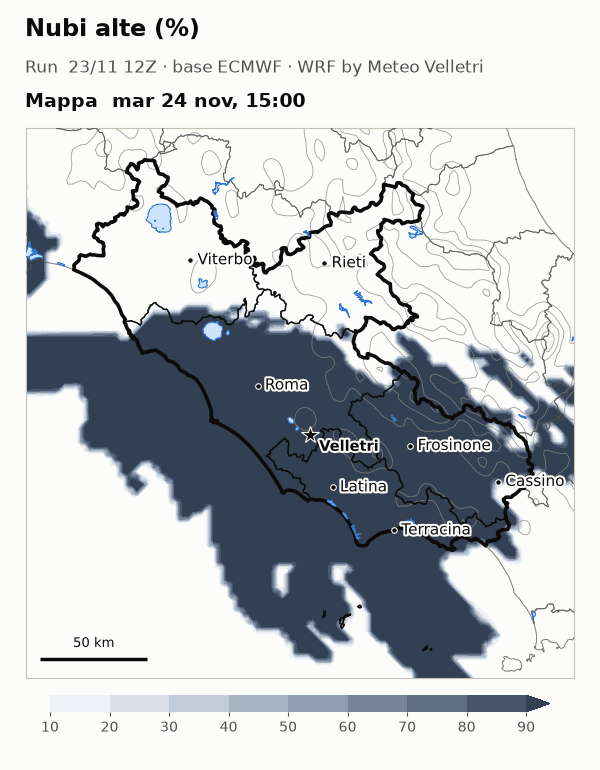 Nubi alte (%)
Run 23/11 12Z · base ECMWF · WRF by Meteo Velletri
Mappa mar 24 nov, 15:00
Viterbo
Rieti
Roma
Velletri
Frosinone
Cassino
Latina
Terracina
50 km
10 20 30 40 50 60 70 80 90